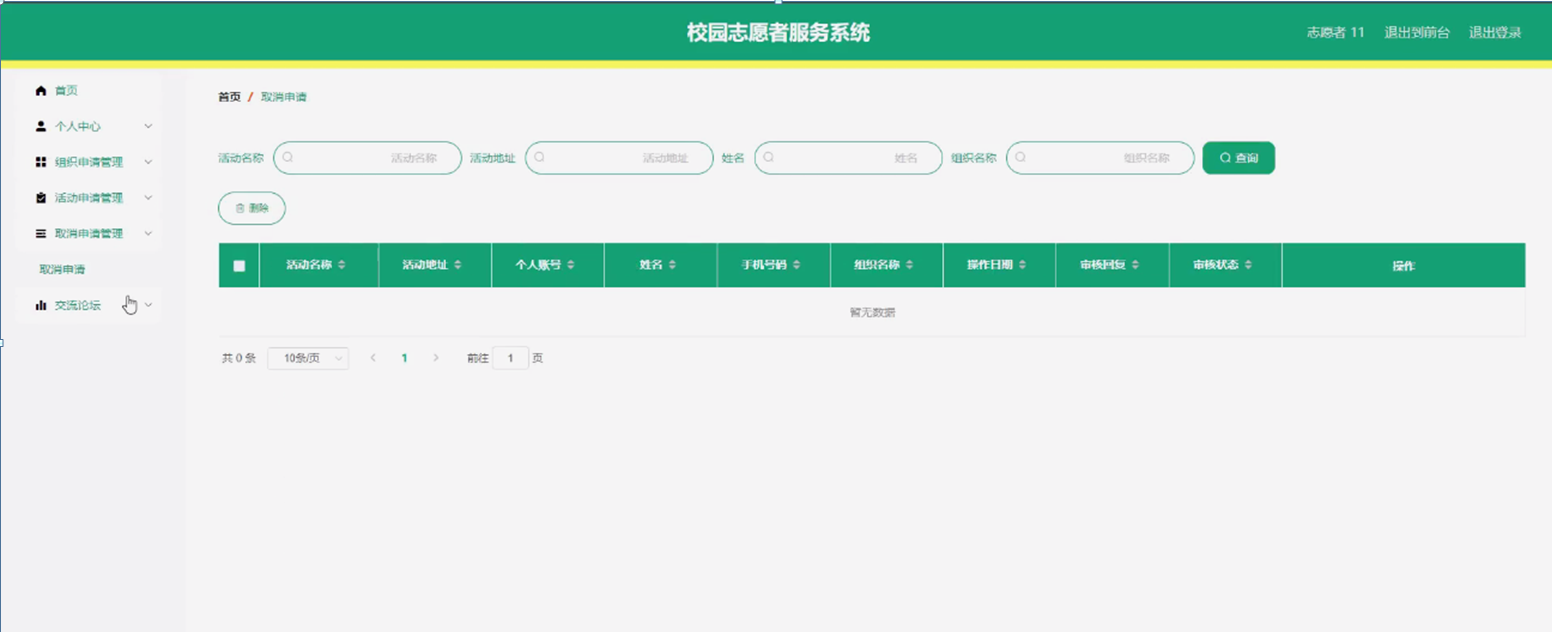 校园志愿者服务系统
志愿者 11 退出到前台 退出登录
首页
个人中心
组织申请管理
活动申请管理
取消申请管理
取消申请
交流论坛
首页 / 取消申请
活动名称 活动名称 活动地址 活动地址 姓名 姓名 组织名称 组织名称 查询
删除
活动名称 活动地址 个人账号 姓名 手机号码 组织名称 操作日期 审核回复 审核状态 操作
暂无数据
共 0 条 10条/页 1 前往 1 页